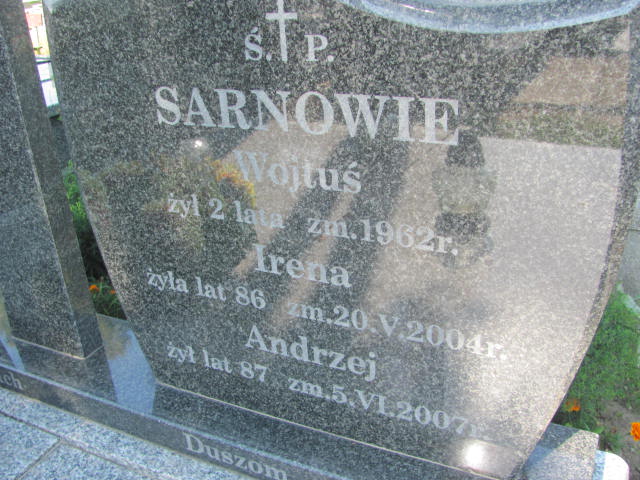 Ś. P.
SARNOWIE
Wojtuś
żył 2 lata zm.1962r.
Irena
żyła lat 86 zm.20.V.2004r.
Andrzej
żył lat 87 zm.5.VI.2007r.
Duszom